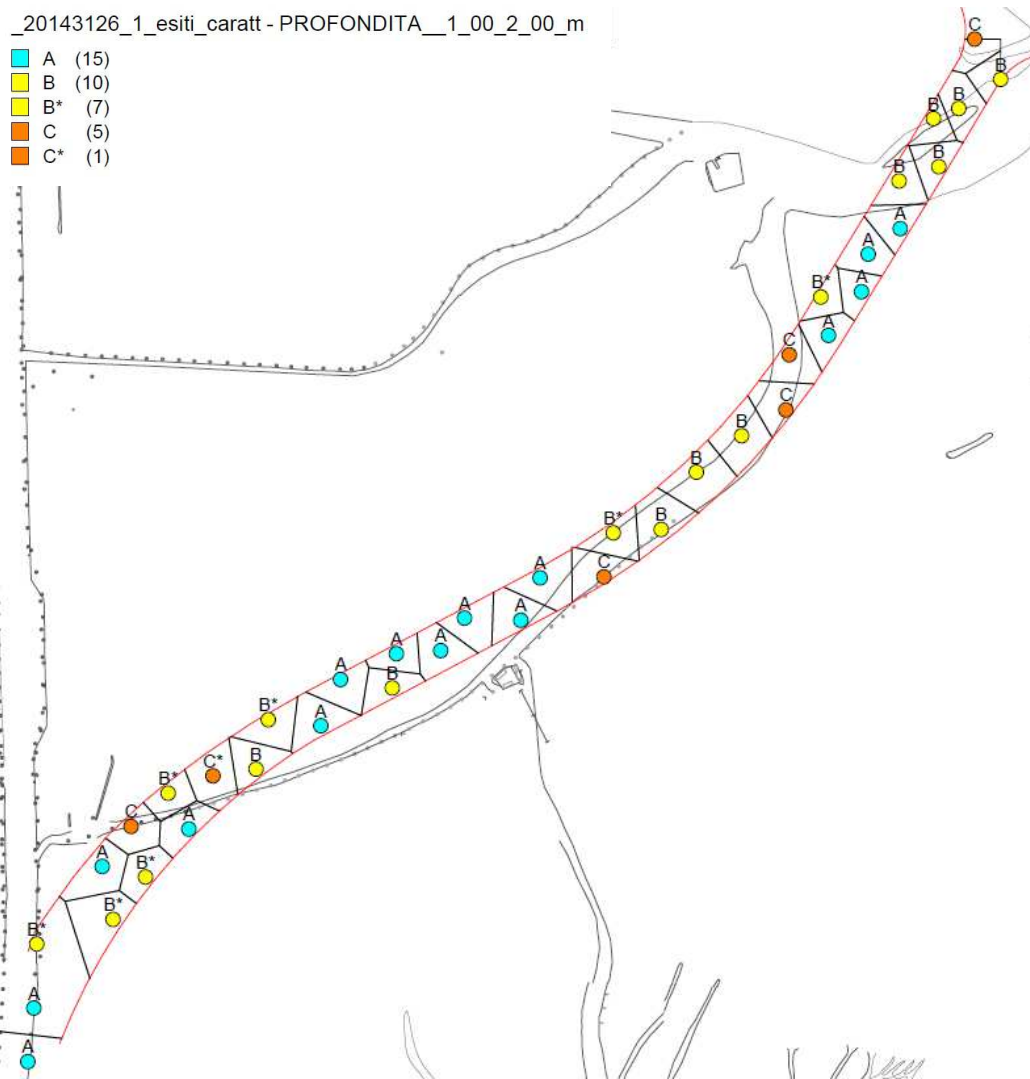 _20143126_1_esiti_caratt - PROFONDITA__1_00_2_00_m
A (15)
B (10)
B* (7)
C (5)
C* (1)
C
B
B
B
B
B
A
A
B*
A
A
C
C
B
B
B*
B
A
C
A
A
A
A
A
B
B*
A
C*
B
B*
C
A
A
B*
B*
B*
A
A